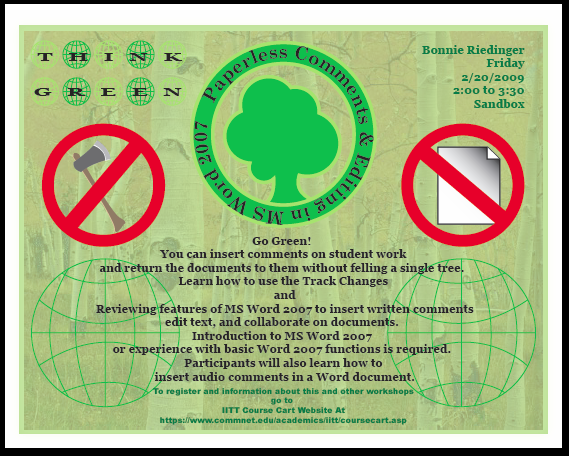 THINK
GREEN
Paperless Comments & Editing in MS Word 2007
Bonnie Riedinger
Friday
2/20/2009
2:00 to 3:30
Sandbox
Go Green!
You can insert comments on student work
and return the documents to them without felling a single tree.
Learn how to use the Track Changes
and
Reviewing features of MS Word 2007 to insert written comments
edit text, and collaborate on documents.
Introduction to MS Word 2007
or experience with basic Word 2007 functions is required.
Participants will also learn how to
insert audio comments in a Word document.
To register and information about this and other workshops
go to
IITT Course Cart Website At
https://www.commnet.edu/academics/iitt/coursecart.asp